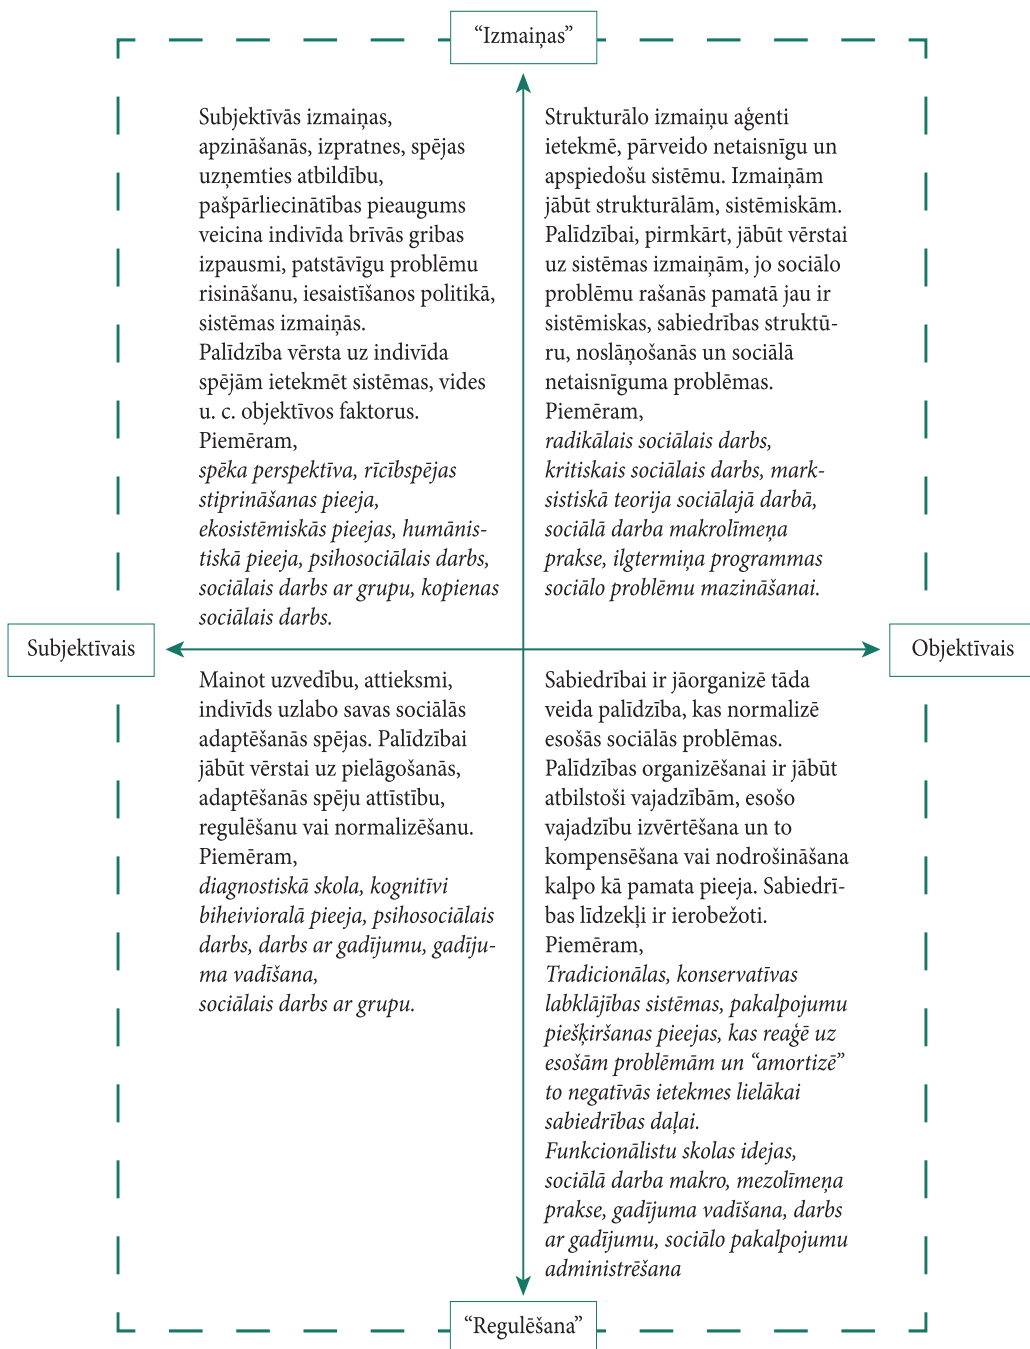 “Izmaiņas”
Subjektīvās izmaiņas,
apzināšanās, izpratnes, spējas
uzņemties atbildību,
pašpārliecinātības pieaugums
veicina indivīda brīvās gribas
izpausmi, patstāvīgu problēmu
risināšanu, iesaistīšanos politikā,
sistēmas izmaiņās.
Palīdzība vērsta uz indivīda
spējām ietekmēt sistēmas, vides
u. c. objektīvos faktorus.
Piemēram,
spēka perspektīva, rīcībspējas
stiprināšanas pieeja,
ekosistēmiskās pieejas, humānis-
tiskā pieeja, psihosociālais darbs,
sociālais darbs ar grupu, kopienas
sociālais darbs.
Strukturālo izmaiņu aģenti
ietekmē, pārveido netaisnīgu un
apspiedošu sistēmu. Izmaiņām
jābūt strukturālām, sistēmiskām.
Palīdzībai, pirmkārt, jābūt vērstai
uz sistēmas izmaiņām, jo sociālo
problēmu rašanās pamatā jau ir
sistēmiskas, sabiedrības struktū-
ru, noslāņošanās un sociālā
netaisnīguma problēmas.
Piemēram,
radikālais sociālais darbs,
kritiskais sociālais darbs, mark-
sistiskā teorija sociālajā darbā,
sociālā darba makrolīmeņa
prakse, ilgtermiņa programmas
sociālo problēmu mazināšanai.
Subjektīvais
Objektīvais
Mainot uzvedību, attieksmi,
indivīds uzlabo savas sociālās
adaptēšanās spējas. Palīdzībai
jābūt vērstai uz pielāgošanās,
adaptēšanās spēju attīstību,
regulēšanu vai normalizēšanu.
Piemēram,
diagnostiskā skola, kognitīvi
biheiviorālā pieeja, psihosociālais
darbs, darbs ar gadījumu, gadīju-
ma vadīšana,
sociālais darbs ar grupu.
Sabiedrībai ir jāorganizē tāda
veida palīdzība, kas normalizē
esošās sociālās problēmas.
Palīdzības organizēšanai ir jābūt
atbilstoši vajadzībām, esošo
vajadzību izvērtēšana un to
kompensēšana vai nodrošināšana
kalpo kā pamata pieeja. Sabiedrī-
bas līdzekļi ir ierobežoti.
Piemēram,
Tradicionālas, konservatīvas
labklājības sistēmas, pakalpojumu
piešķiršanas pieejas, kas reaģē uz
esošām problēmām un “amortizē”
to negatīvās ietekmes lielākai
sabiedrības daļai.
Funkcionālistu skolas idejas,
sociālā darba makro, mezolīmeņa
prakse, gadījuma vadīšana, darbs
ar gadījumu, sociālo pakalpojumu
administrēšana
“Regulēšana”